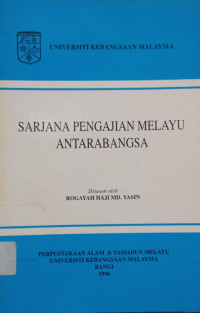 UNIVERSITI KEBANGSAAN MALAYSIA
SARJANA PENGAJIAN MELAYU
ANTARABANGSA
Disusun oleh
ROGAYAH HAJI MD. YASIN
PERPUSTAKAAN ALAM & TAMADUN MELAYU
UNIVERSITI KEBANGSAAN MALAYSIA
BANGI
1996